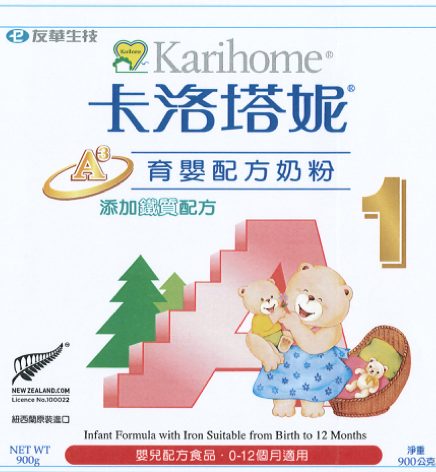 友華生技
Karihome
Karihome®
卡洛塔妮®
A3
育嬰配方奶粉
添加鐵質配方
1
A
NEW ZEALAND.COM
Licence No.100022
紐西蘭原裝進口
Infant Formula with Iron Suitable from Birth to 12 Months
NET WT
900g
嬰兒配方食品·0-12個月適用
淨重
900公克